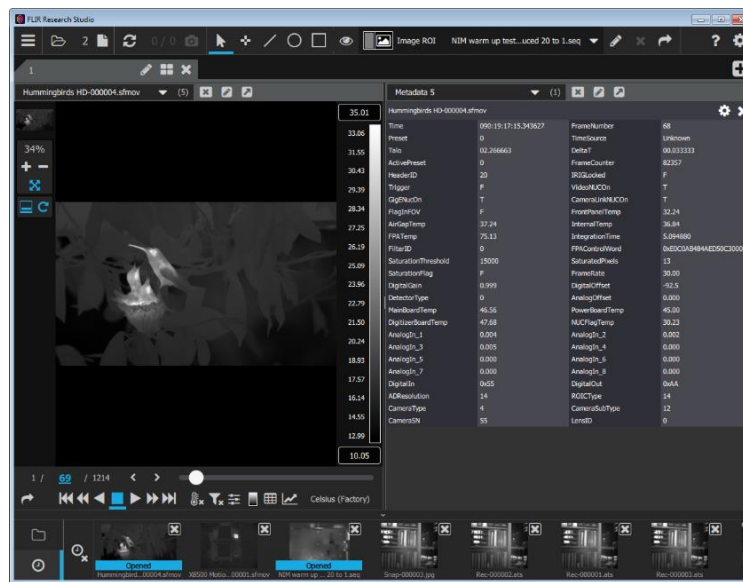 FLIR Research Studio
2
0 / 0
Image ROI
NIM warm up test...uced 20 to 1.seq
?
1
Hummingbirds HD-000004.sfmov
(5)
Metadata 5
(1)
34%
35.01
33.06
31.55
30.43
29.39
28.34
27.25
26.19
25.09
23.96
22.79
21.50
20.24
18.93
17.57
16.14
14.55
12.99
10.05
Hummingbirds HD-000004.sfmov
Time 090:19:17:15.343627 FrameNumber 68
Preset 0 TimeSource Unknown
Talo 02.266663 DeltaT 00.033333
ActivePreset 0 FrameCounter 82357
HeaderID 20 IRIGLocked F
Trigger F VideoNUCOn T
GigENucOn T CameraLinkNUCOn T
FlagInFOV F FrontPanelTemp 32.24
AirGapTemp 37.24 InternalTemp 36.84
FPATemp 75.13 IntegrationTime 5.094880
FilterID 0 FPAControlWord
SaturationThreshold 15000 SaturatedPixels 13
SaturationFlag F FrameRate 30.00
DigitalGain 0.999 DigitalOffset -92.5
DetectorType 0 AnalogOffset 0.000
MainBoardTemp 46.56 PowerBoardTemp 45.00
DigitizerBoardTemp 47.68 NUCFlagTemp 30.23
AnalogIn_1 0.004 AnalogIn_2 0.002
AnalogIn_3 0.005 AnalogIn_4 0.000
AnalogIn_5 0.000 AnalogIn_6 0.000
AnalogIn_7 0.000 AnalogIn_8 0.000
DigitalIn 0x55 DigitalOut 0xAA
ADResolution 14 ROICType 14
CameraType 4 CameraSubType 12
CameraSN 55 LensID 0
1 / 69 / 1214
Celsius (Factory)
Opened
Opened
Hummingbird...00004.sfmov
X8500 Motio...00001.sfmov
NIM warm up ... 20 to 1.seq
Snap-000003.jpg
Rec-000002.ats
Rec-000001.ats
Rec-000003.ats